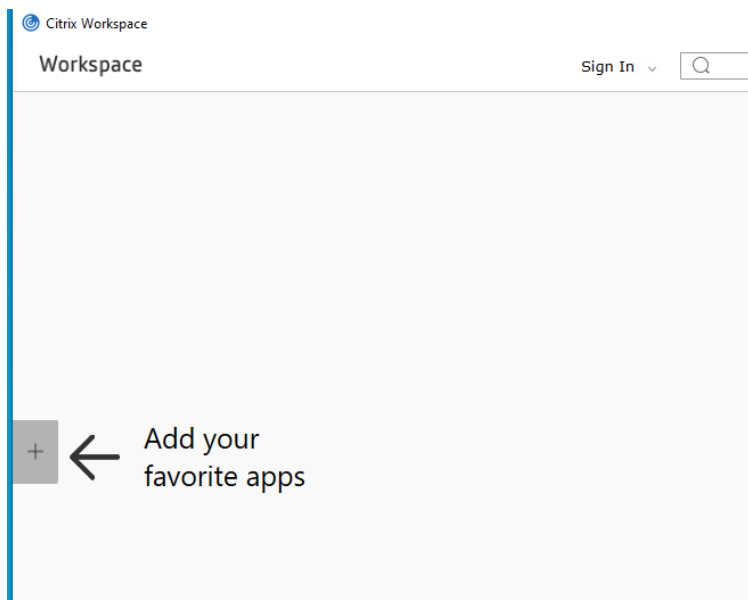 Citrix Workspace
Workspace
Sign In
Add your
favorite apps